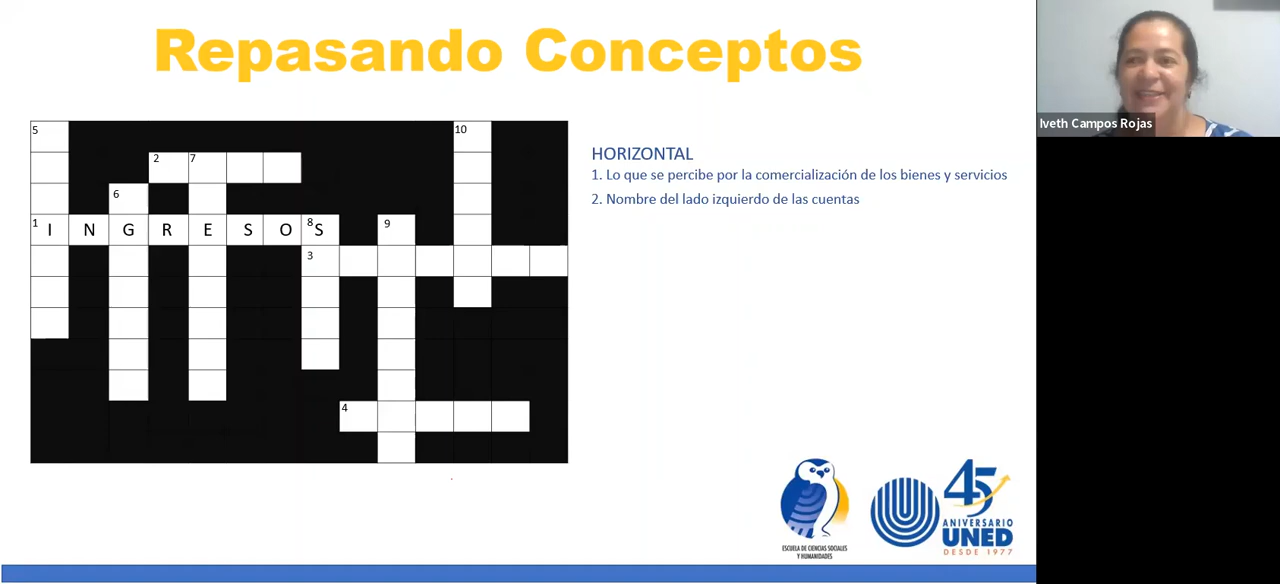 Repasando Conceptos
Iveth Campos Rojas
5
10
2 7
6
1 I N G R E S O 8 S 9
3
4
HORIZONTAL
1. Lo que se percibe por la comercialización de los bienes y servicios
2. Nombre del lado izquierdo de las cuentas
ESCUELA DE CIENCIAS SOCIALES
Y HUMANIDADES
45
ANIVERSARIO
UNED
DESDE 1977